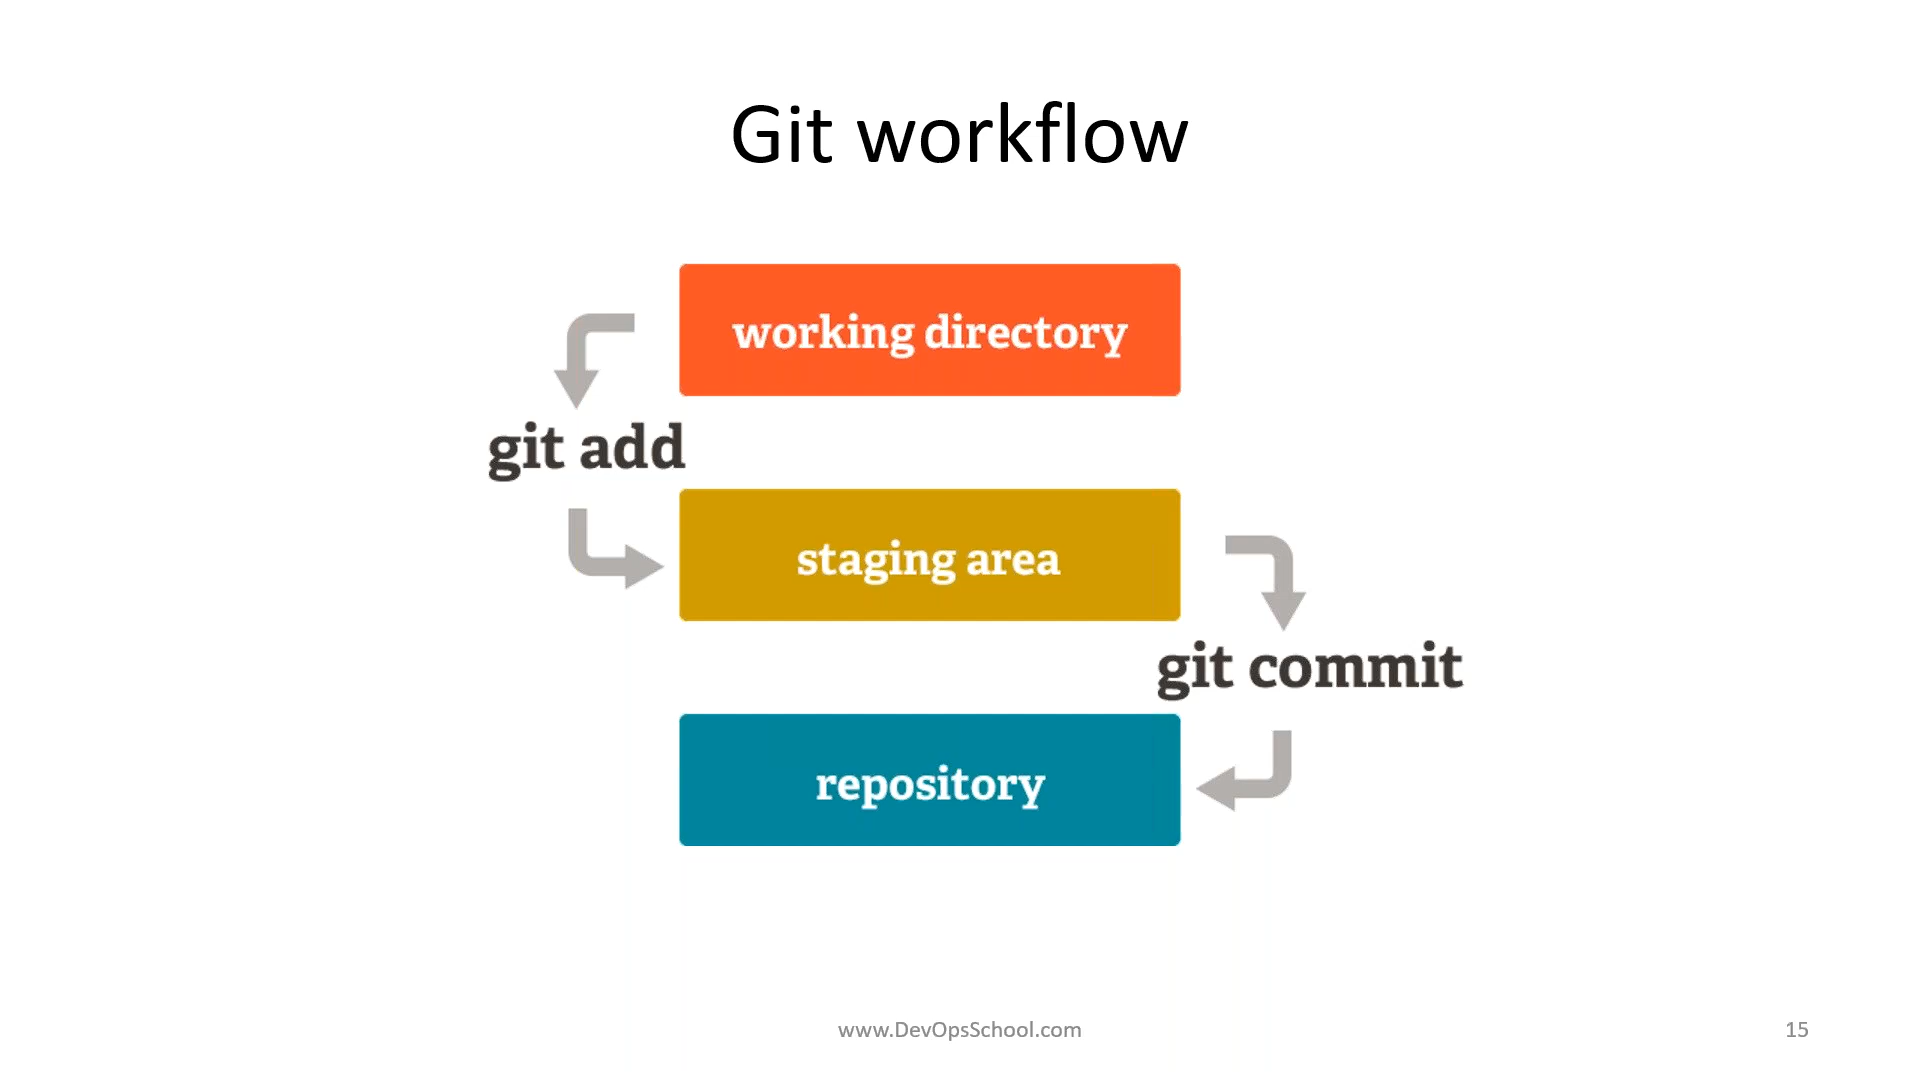 Git workflow
working directory
git add
staging area
git commit
repository
www.DevOpsSchool.com
15